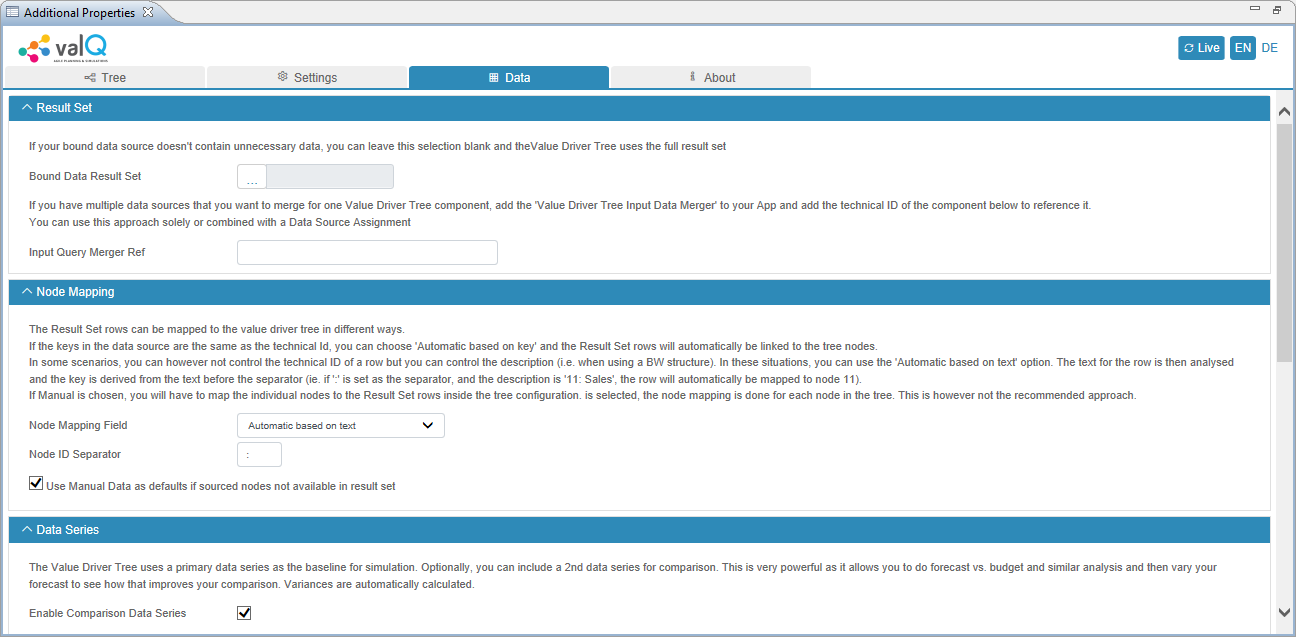 Additional Properties
valQ
AGILE PLANNING & SIMULATIONS
Live EN DE
Tree Settings Data About
Result Set
If your bound data source doesn't contain unnecessary data, you can leave this selection blank and theValue Driver Tree uses the full result set
Bound Data Result Set ...
If you have multiple data sources that you want to merge for one Value Driver Tree component, add the 'Value Driver Tree Input Data Merger' to your App and add the technical ID of the component below to reference it.
You can use this approach solely or combined with a Data Source Assignment
Input Query Merger Ref
Node Mapping
The Result Set rows can be mapped to the value driver tree in different ways.
If the keys in the data source are the same as the technical Id, you can choose 'Automatic based on key' and the Result Set rows will automatically be linked to the tree nodes.
In some scenarios, you can however not control the technical ID of a row but you can control the description (i.e. when using a BW structure). In these situations, you can use the 'Automatic based on text' option. The text for the row is then analysed
and the key is derived from the text before the separator (ie. if ':' is set as the separator, and the description is '11: Sales', the row will automatically be mapped to node 11).
If Manual is chosen, you will have to map the individual nodes to the Result Set rows inside the tree configuration. is selected, the node mapping is done for each node in the tree. This is however not the recommended approach.
Node Mapping Field Automatic based on text
Node ID Separator :
Use Manual Data as defaults if sourced nodes not available in result set
Data Series
The Value Driver Tree uses a primary data series as the baseline for simulation. Optionally, you can include a 2nd data series for comparison. This is very powerful as it allows you to do forecast vs. budget and similar analysis and then vary your
forecast to see how that improves your comparison. Variances are automatically calculated.
Enable Comparison Data Series